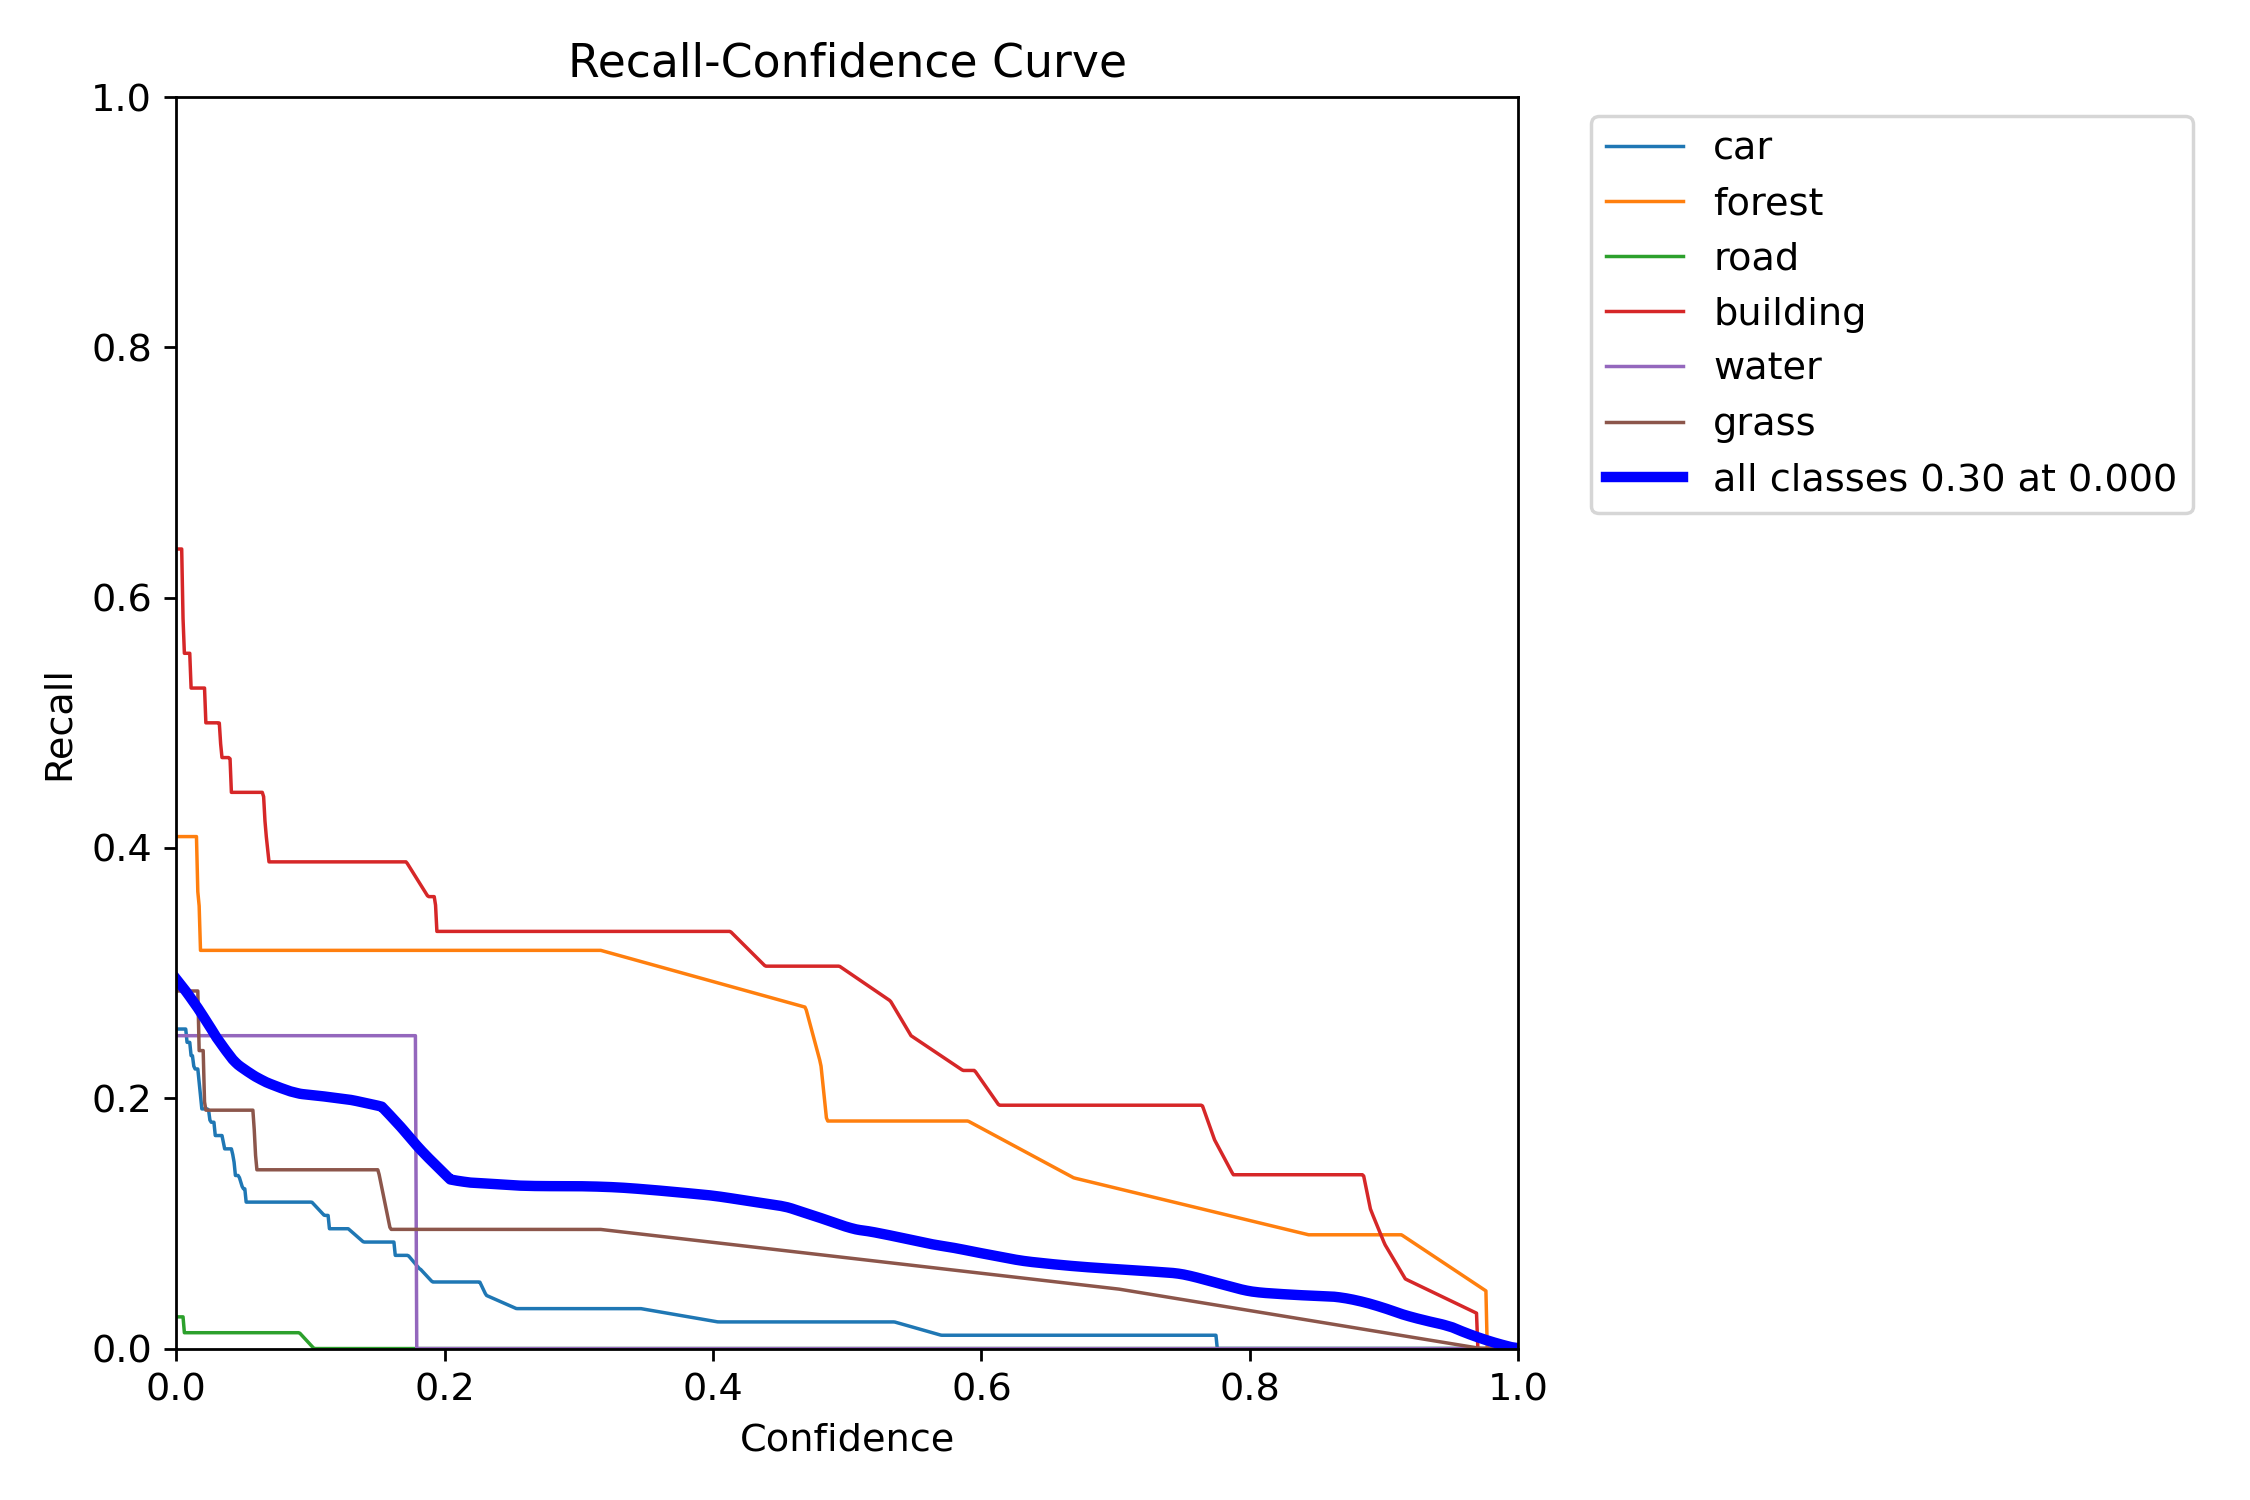 Recall-Confidence Curve
1.0
0.8
0.6
0.4
0.2
0.0
Recall
0.0 0.2 0.4 0.6 0.8 1.0
Confidence
car
forest
road
building
water
grass
all classes 0.30 at 0.000